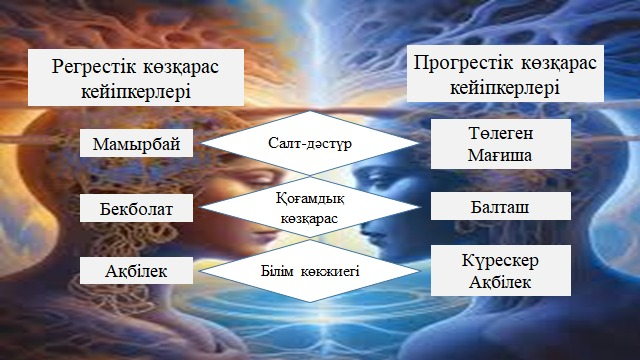 Регрестік көзқарас
кейіпкерлері
Прогрестік көзқарас
кейіпкерлері
Мамырбай
Салт-дәстүр
Төлеген
Мағиша
Бекболат
Қоғамдық
көзқарас
Балташ
Ақбілек
Білім көкжиегі
Күрескер
Ақбілек